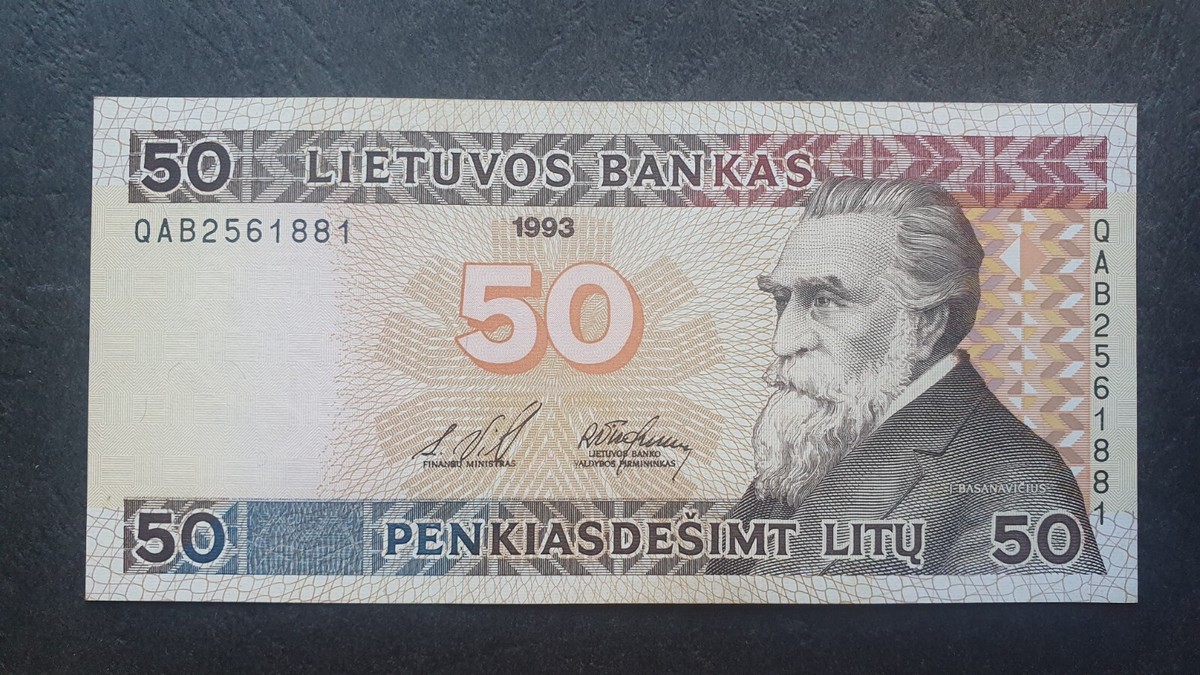 50 LIETUVOS BANKAS
QAB2561881
1993
QAB2561881
50
FINANSŲ MINISTRAS
LIETUVOS BANKO
VALDYBOS PIRMININKAS
J·BASANAVIČIUS
50 PENKIASDEŠIMT LITŲ 50